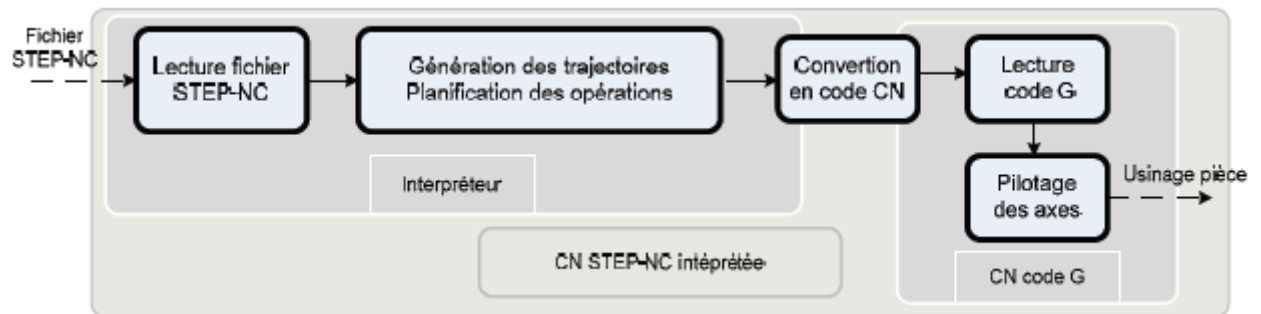 Fichier
STEP-NC
Lecture fichier
STEP-NC
Génération des trajectoires
Planification des opérations
Convertion
en code CN
Lecture
code G
Pilotage
des axes
Usinage pièce
Interpréteur
CN STEP-NC intéprétée
CN code G